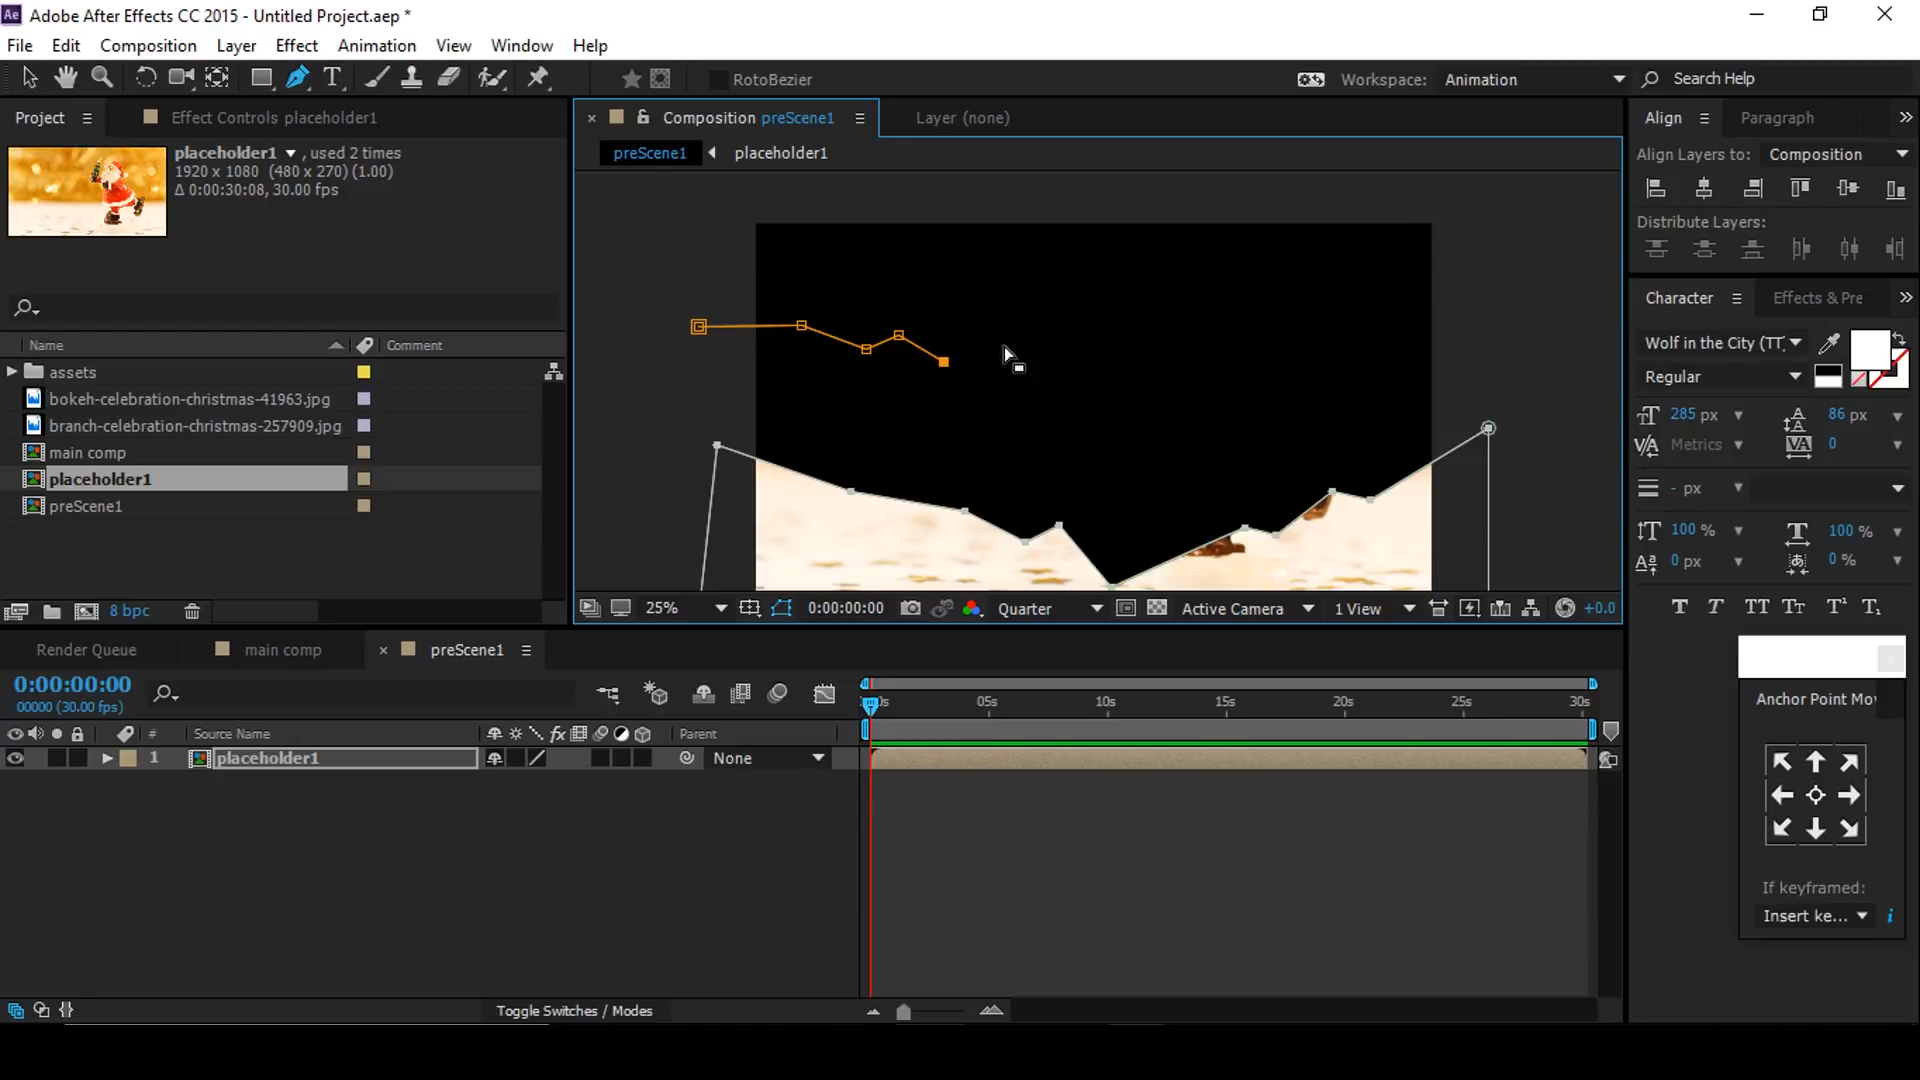 Adobe After Effects CC 2015 - Untitled Project.aep *
File Edit Composition Layer Effect Animation View Window Help
RotoBezier
Workspace: Animation
Search Help
Project
Effect Controls placeholder1
Composition preScene1
Layer (none)
Align
Paragraph
placeholder1 , used 2 times
1920 x 1080 (480 x 270) (1.00)
Δ 0:00:30:08, 30.00 fps
preScene1
placeholder1
Align Layers to: Composition
Distribute Layers:
Character
Effects & Pre
Name
Comment
assets
bokeh-celebration-christmas-41963.jpg
branch-celebration-christmas-257909.jpg
main comp
placeholder1
preScene1
Wolf in the City (TT)
Regular
285 px
86 px
Metrics
0
- px
100 %
100 %
0 px
0 %
8 bpc
25%
0:00:00:00
Quarter
Active Camera
1 View
+0.0
Render Queue
main comp
preScene1
0:00:00:00
00000 (30.00 fps)
05s
10s
15s
20s
25s
30s
# Source Name
Parent
1 placeholder1
None
Toggle Switches / Modes
Anchor Point Mo
If keyframed:
Insert ke...